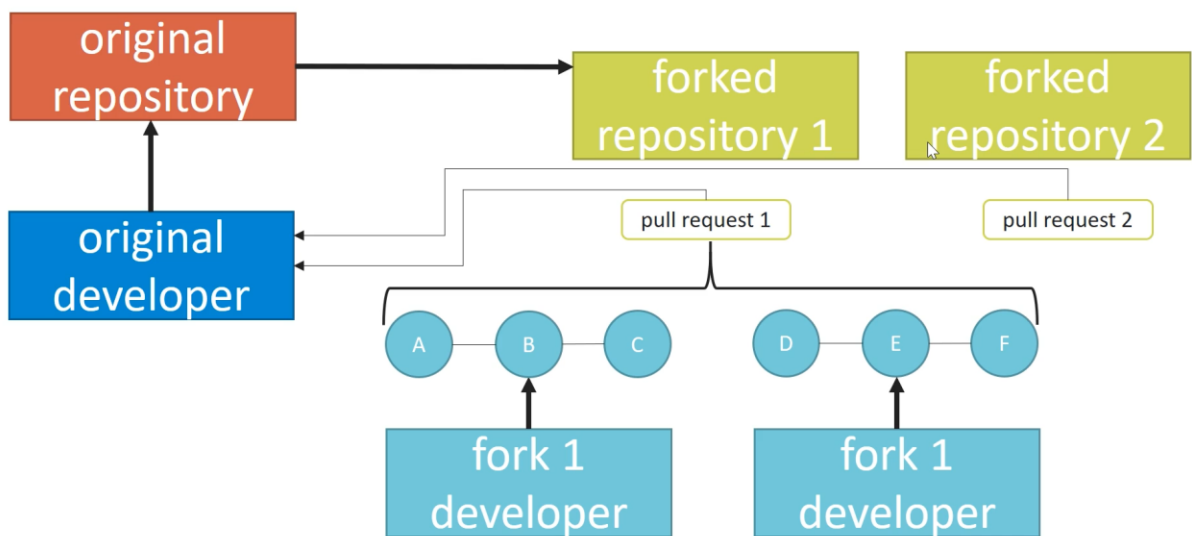 original
repository
forked
repository 1
forked
repository 2
original
developer
pull request 1
pull request 2
A
B
C
D
E
F
fork 1
developer
fork 1
developer